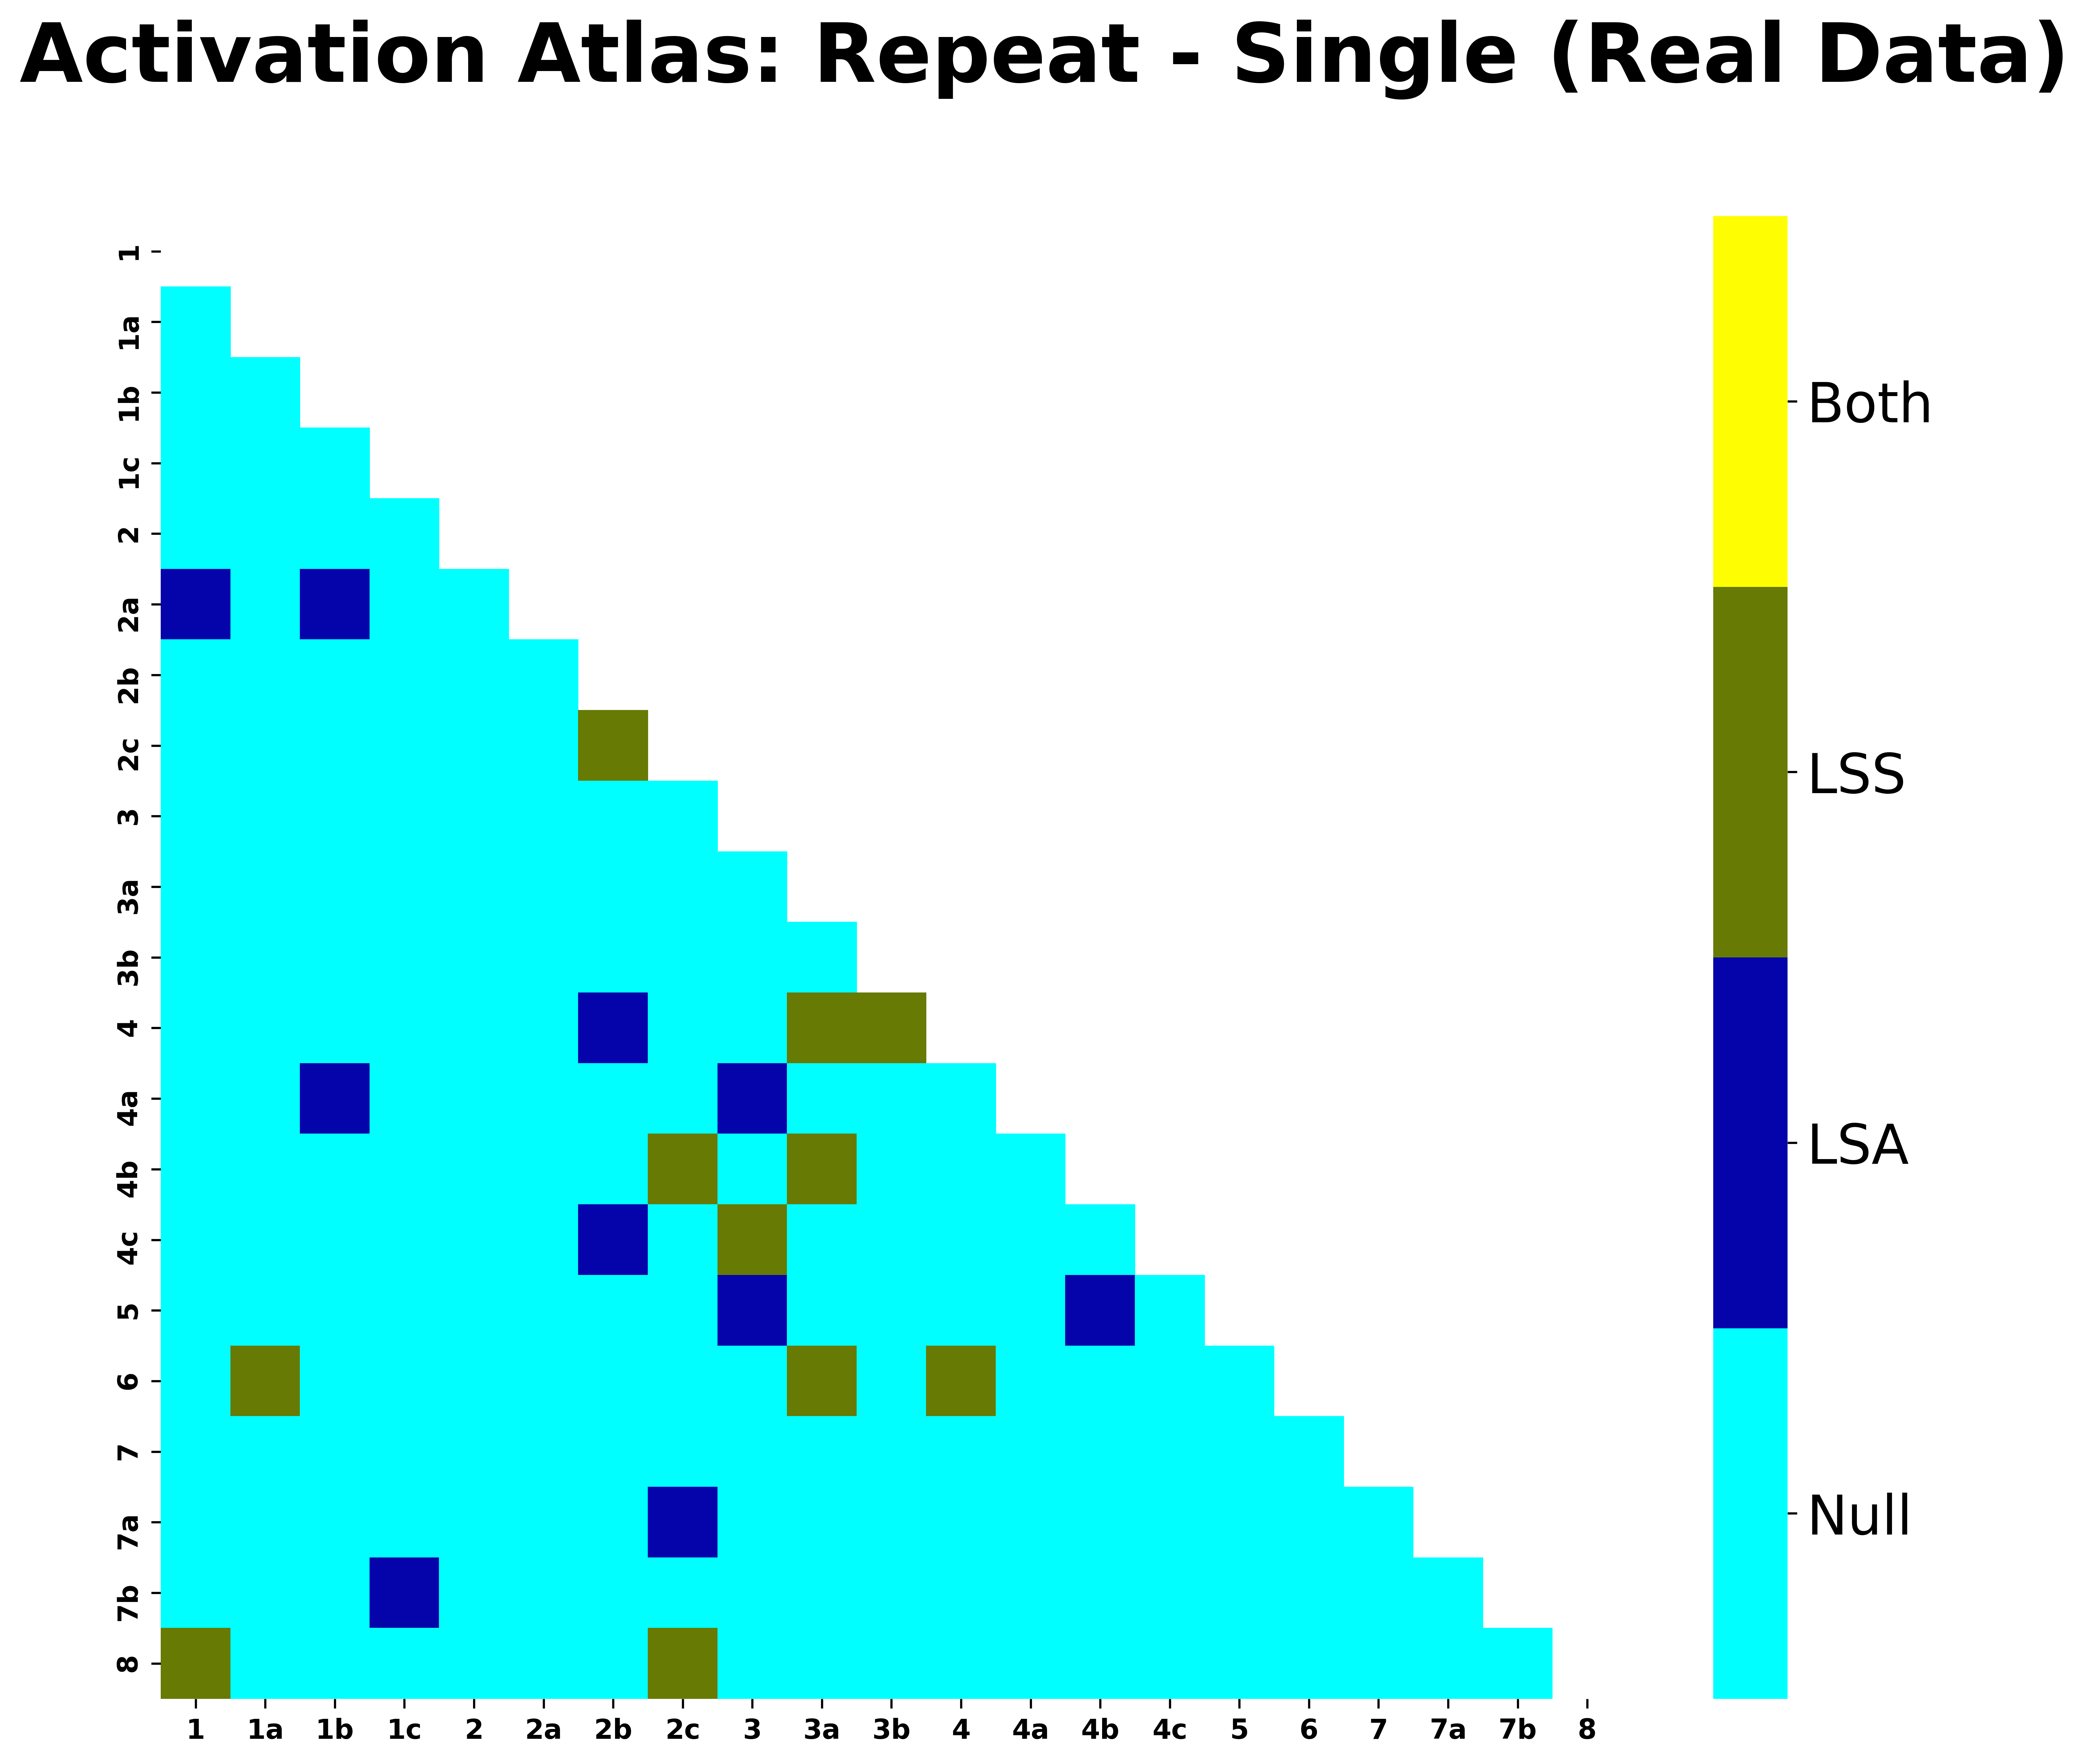 Activation Atlas: Repeat - Single (Real Data)
1
1a
1b
1c
2
2a
2b
2c
3
3a
3b
4
4a
4b
4c
5
6
7
7a
7b
8
1 1a 1b 1c 2 2a 2b 2c 3 3a 3b 4 4a 4b 4c 5 6 7 7a 7b 8
Both
LSS
LSA
Null